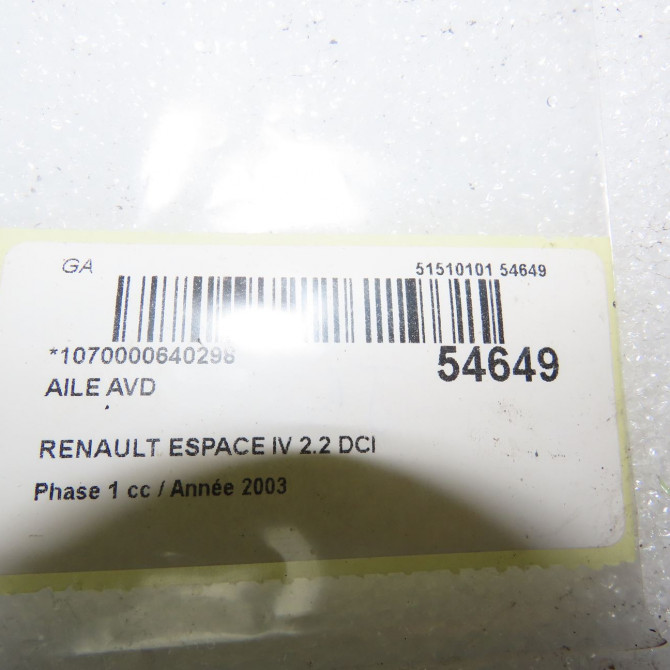 GA 51510101 54649
*1070000640298 54649
AILE AVD
RENAULT ESPACE IV 2.2 DCI
Phase 1 cc / Année 2003